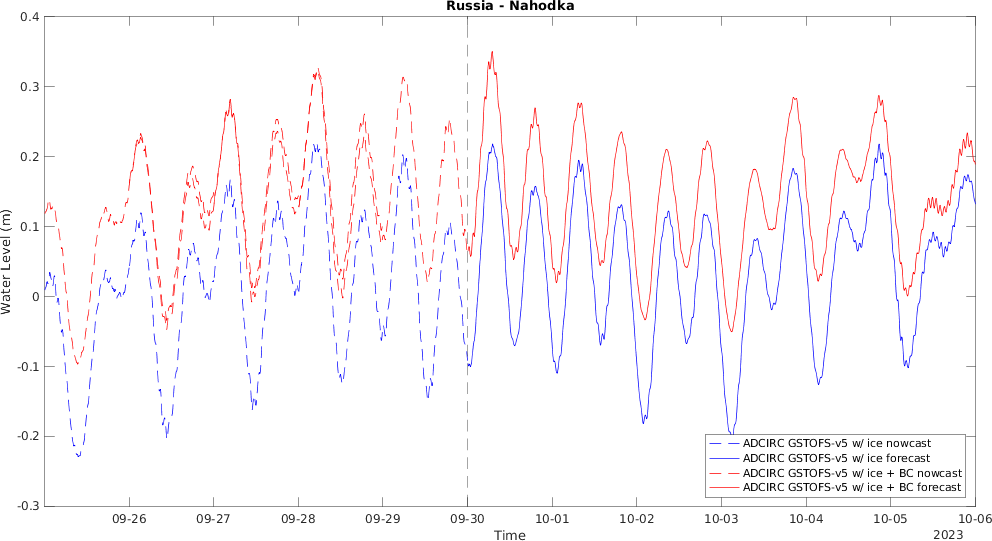 Russia - Nahodka
Water Level (m)
0.4
0.3
0.2
0.1
0
-0.1
-0.2
-0.3
ADCIRC GSTOFS-v5 w/ ice nowcast
ADCIRC GSTOFS-v5 w/ ice forecast
ADCIRC GSTOFS-v5 w/ ice + BC nowcast
ADCIRC GSTOFS-v5 w/ ice + BC forecast
09-26 09-27 09-28 09-29 09-30 10-01 10-02 10-03 10-04 10-05 10-06
Time
2023